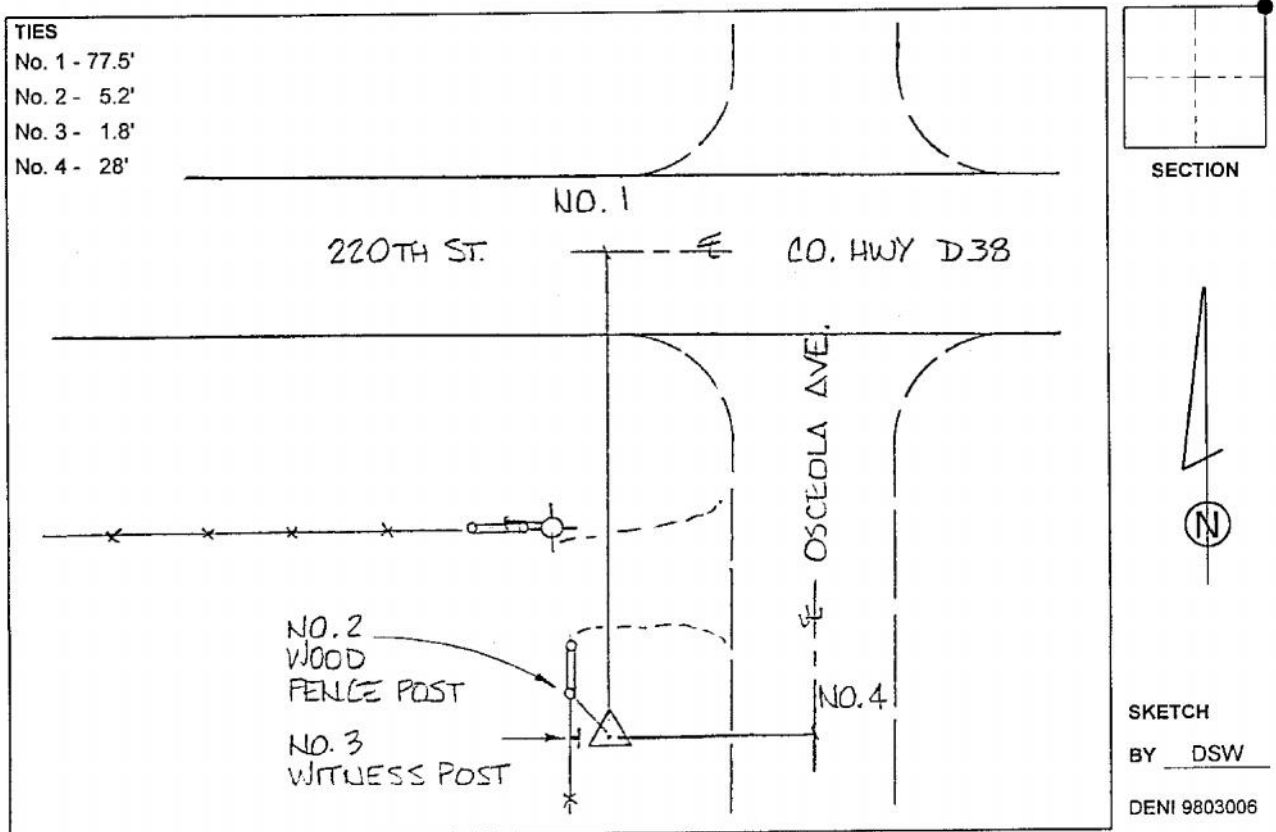 TIES
No. 1 - 77.5'
No. 2 - 5.2'
No. 3 - 1.8'
No. 4 - 28'
SECTION
NO. 1
220TH ST.
CO. HWY D38
OSCEOLA AVE.
N
NO. 2
WOOD
FENCE POST
NO. 4
NO. 3
WITNESS POST
SKETCH
BY DSW
DENI 9803006